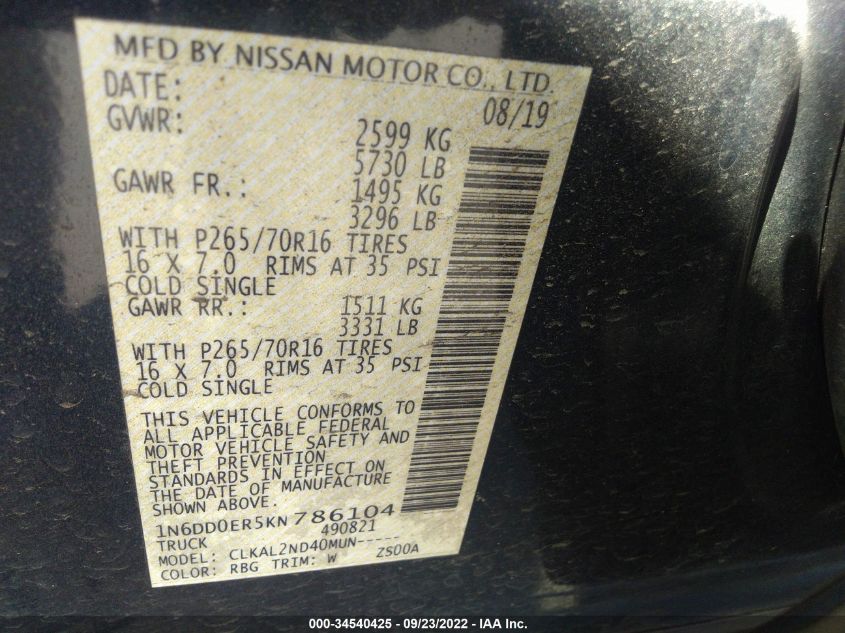 MFD BY NISSAN MOTOR CO., LTD.
DATE: 08/19
GVWR: 2599 KG
5730 LB
GAWR FR.: 1495 KG
3296 LB
WITH P265/70R16 TIRES
16 X 7.0 RIMS AT 35 PSI
COLD SINGLE
GAWR RR.: 1511 KG
3331 LB
WITH P265/70R16 TIRES
16 X 7.0 RIMS AT 35 PSI
COLD SINGLE
THIS VEHICLE CONFORMS TO
ALL APPLICABLE FEDERAL
MOTOR VEHICLE SAFETY AND
THEFT PREVENTION
STANDARDS IN EFFECT ON
THE DATE OF MANUFACTURE
SHOWN ABOVE.
1N6DD0ER5KN786104
TRUCK 490821
MODEL: CLKAL2ND40MUN-----
COLOR: RBG TRIM: W ZS00A
000-34540425 - 09/23/2022 - IAA Inc.